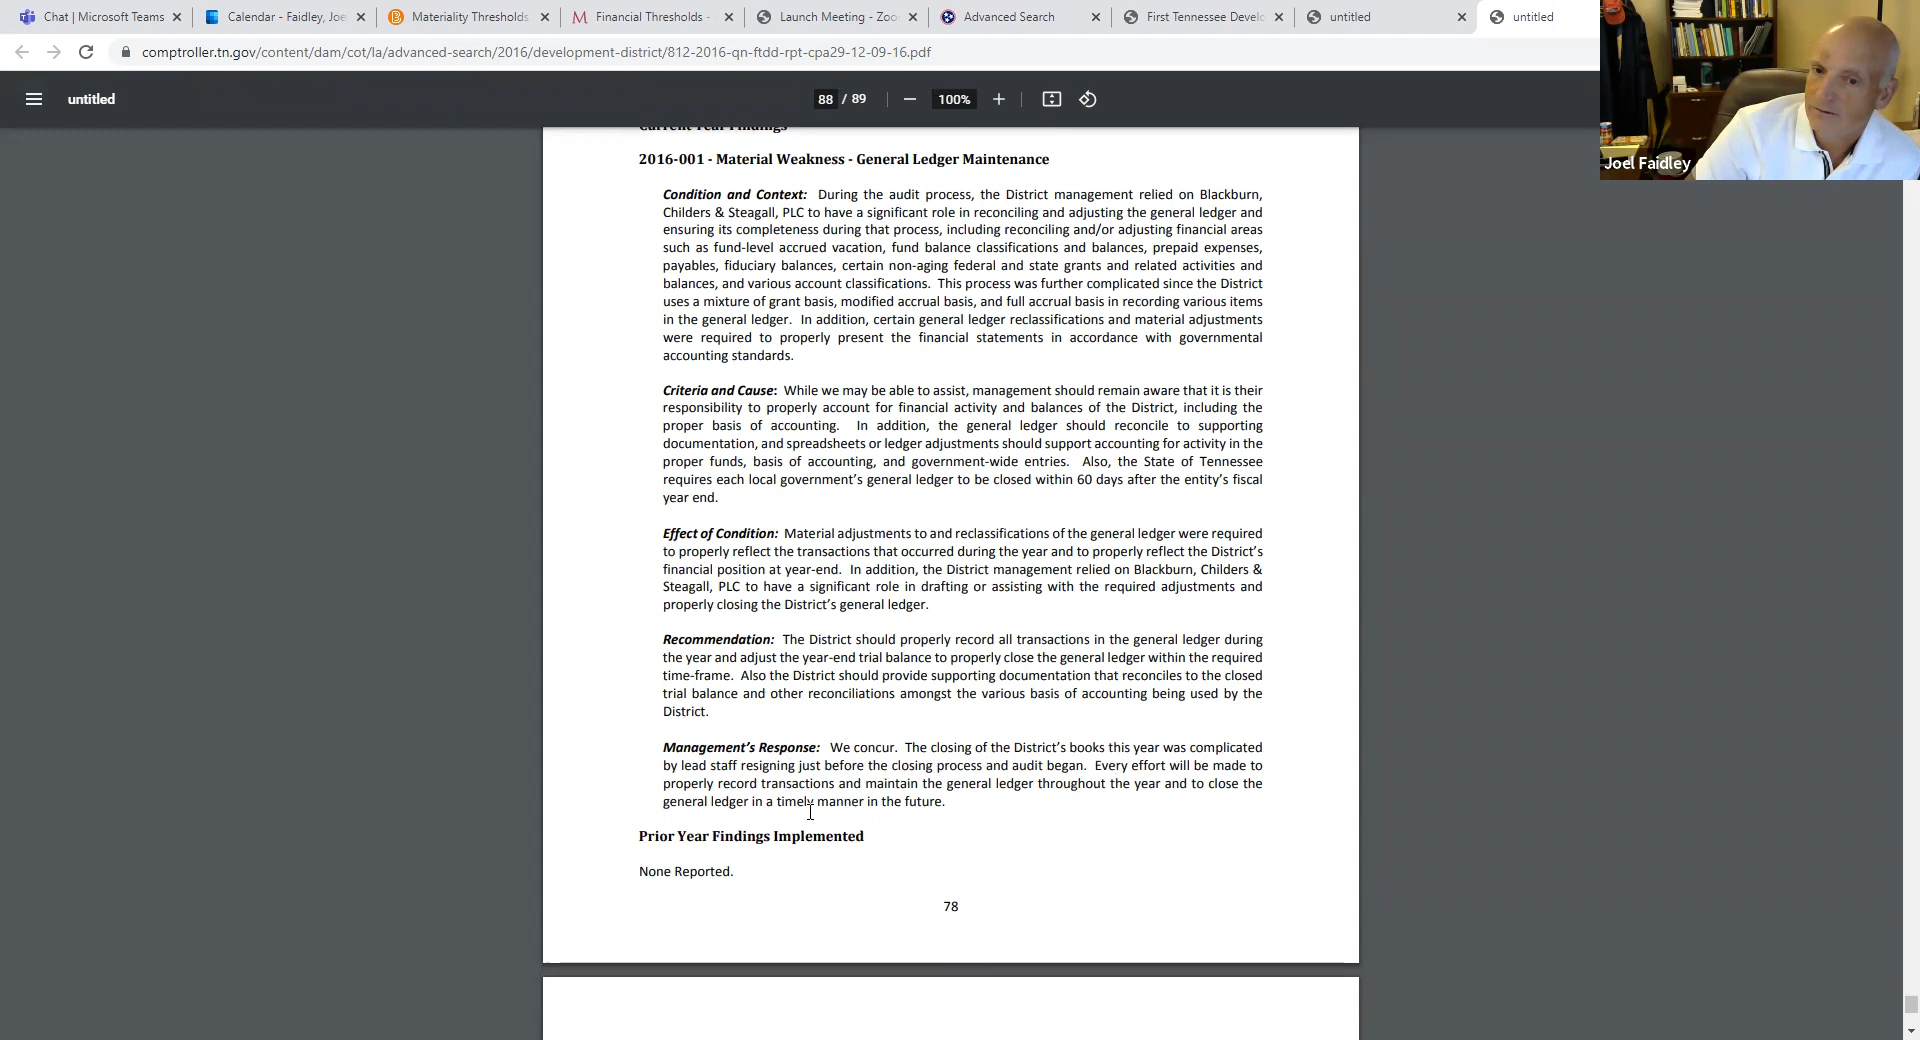 Chat | Microsoft Teams
Calendar - Faidley, Joe
Materiality Thresholds
Financial Thresholds -
Launch Meeting - Zoo
Advanced Search
First Tennessee Develo
untitled
untitled
comptroller.tn.gov/content/dam/cot/la/advanced-search/2016/development-district/812-2016-qn-ftdd-rpt-cpa29-12-09-16.pdf
untitled
88 / 89
100%
Joel Faidley
Current Year Findings
2016-001 - Material Weakness - General Ledger Maintenance
Condition and Context: During the audit process, the District management relied on Blackburn,
Childers & Steagall, PLC to have a significant role in reconciling and adjusting the general ledger and
ensuring its completeness during that process, including reconciling and/or adjusting financial areas
such as fund-level accrued vacation, fund balance classifications and balances, prepaid expenses,
payables, fiduciary balances, certain non-aging federal and state grants and related activities and
balances, and various account classifications. This process was further complicated since the District
uses a mixture of grant basis, modified accrual basis, and full accrual basis in recording various items
in the general ledger. In addition, certain general ledger reclassifications and material adjustments
were required to properly present the financial statements in accordance with governmental
accounting standards.
Criteria and Cause: While we may be able to assist, management should remain aware that it is their
responsibility to properly account for financial activity and balances of the District, including the
proper basis of accounting. In addition, the general ledger should reconcile to supporting
documentation, and spreadsheets or ledger adjustments should support accounting for activity in the
proper funds, basis of accounting, and government-wide entries. Also, the State of Tennessee
requires each local government's general ledger to be closed within 60 days after the entity's fiscal
year end.
Effect of Condition: Material adjustments to and reclassifications of the general ledger were required
to properly reflect the transactions that occurred during the year and to properly reflect the District's
financial position at year-end. In addition, the District management relied on Blackburn, Childers &
Steagall, PLC to have a significant role in drafting or assisting with the required adjustments and
properly closing the District's general ledger.
Recommendation: The District should properly record all transactions in the general ledger during
the year and adjust the year-end trial balance to properly close the general ledger within the required
time-frame. Also the District should provide supporting documentation that reconciles to the closed
trial balance and other reconciliations amongst the various basis of accounting being used by the
District.
Management's Response: We concur. The closing of the District's books this year was complicated
by lead staff resigning just before the closing process and audit began. Every effort will be made to
properly record transactions and maintain the general ledger throughout the year and to close the
general ledger in a timely manner in the future.
Prior Year Findings Implemented
None Reported.
78